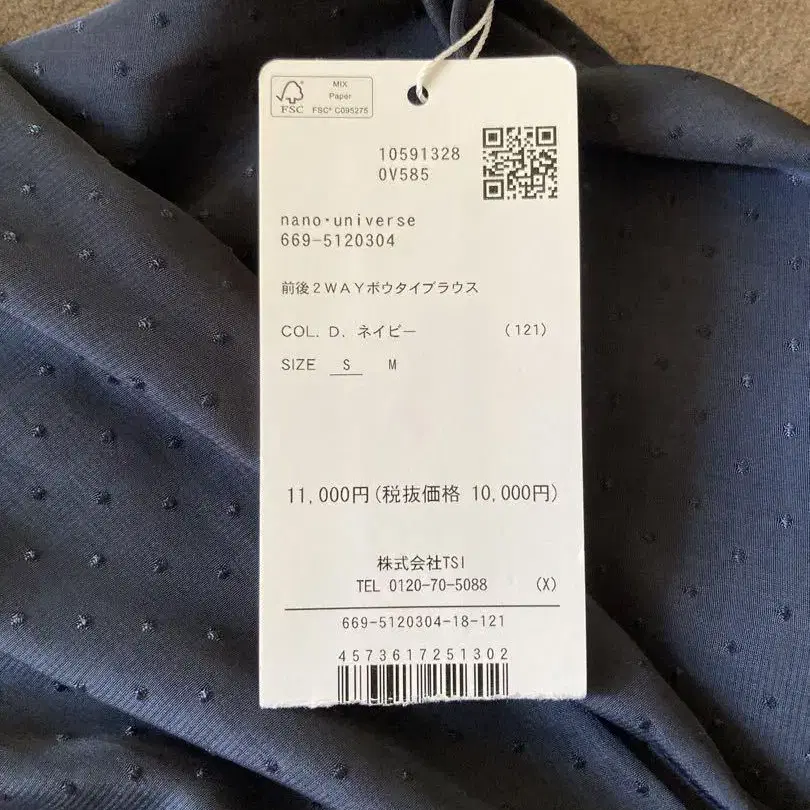 FSC
MIX
Paper
FSC® C095275
10591328
0V585
nano・universe
669-5120304
前後2WAYボウタイブラウス
COL. D. ネイビー (121)
SIZE S M
11,000円(税抜価格 10,000円)
株式会社TSI
TEL 0120-70-5088 (X)
669-5120304-18-121
4573617251302